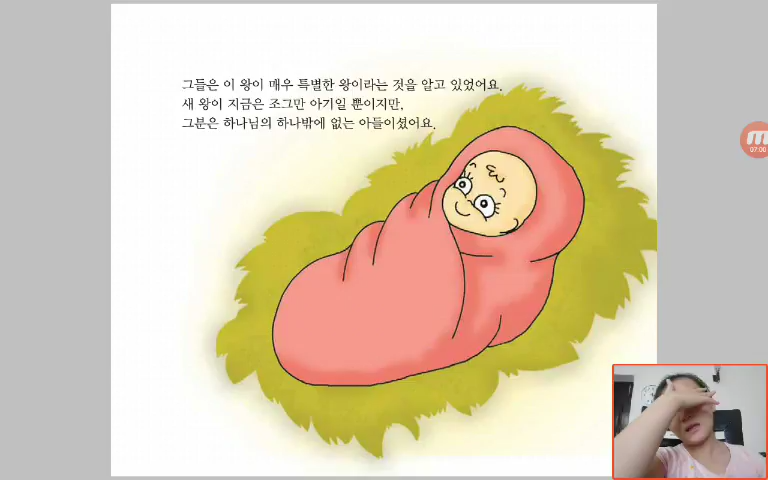 그들은 이 왕이 매우 특별한 왕이라는 것을 알고 있었어요.
새 왕이 지금은 조그만 아기일 뿐이지만,
그분은 하나님의 하나밖에 없는 아들이셨어요.
07:00